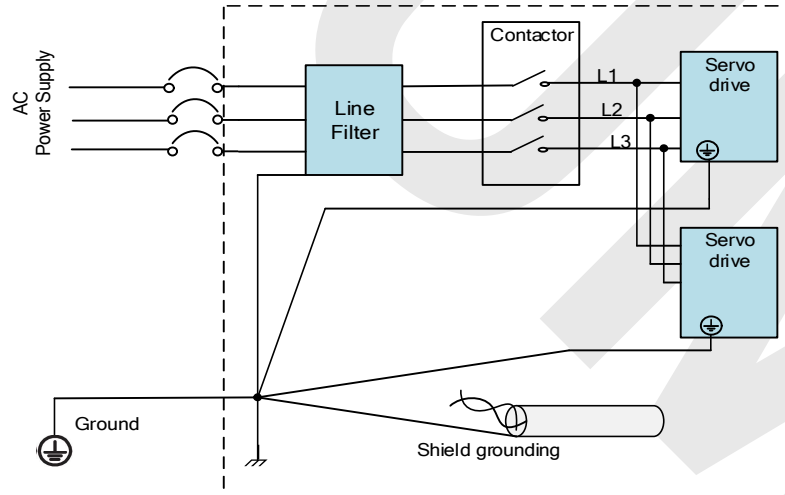 AC
Power Supply
Line
Filter
Contactor
L1
L2
L3
Servo
drive
Servo
drive
Ground
Shield grounding